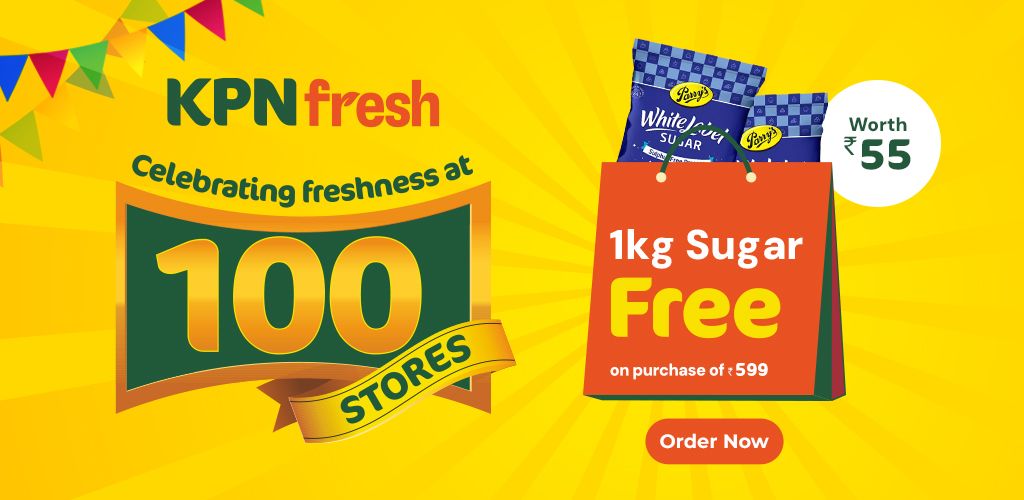 KPN fresh
Celebrating freshness at
100
STORES
Parry's
White Label
SUGAR
Parry's
Worth
₹55
1kg Sugar
Free
on purchase of ₹599
Order Now